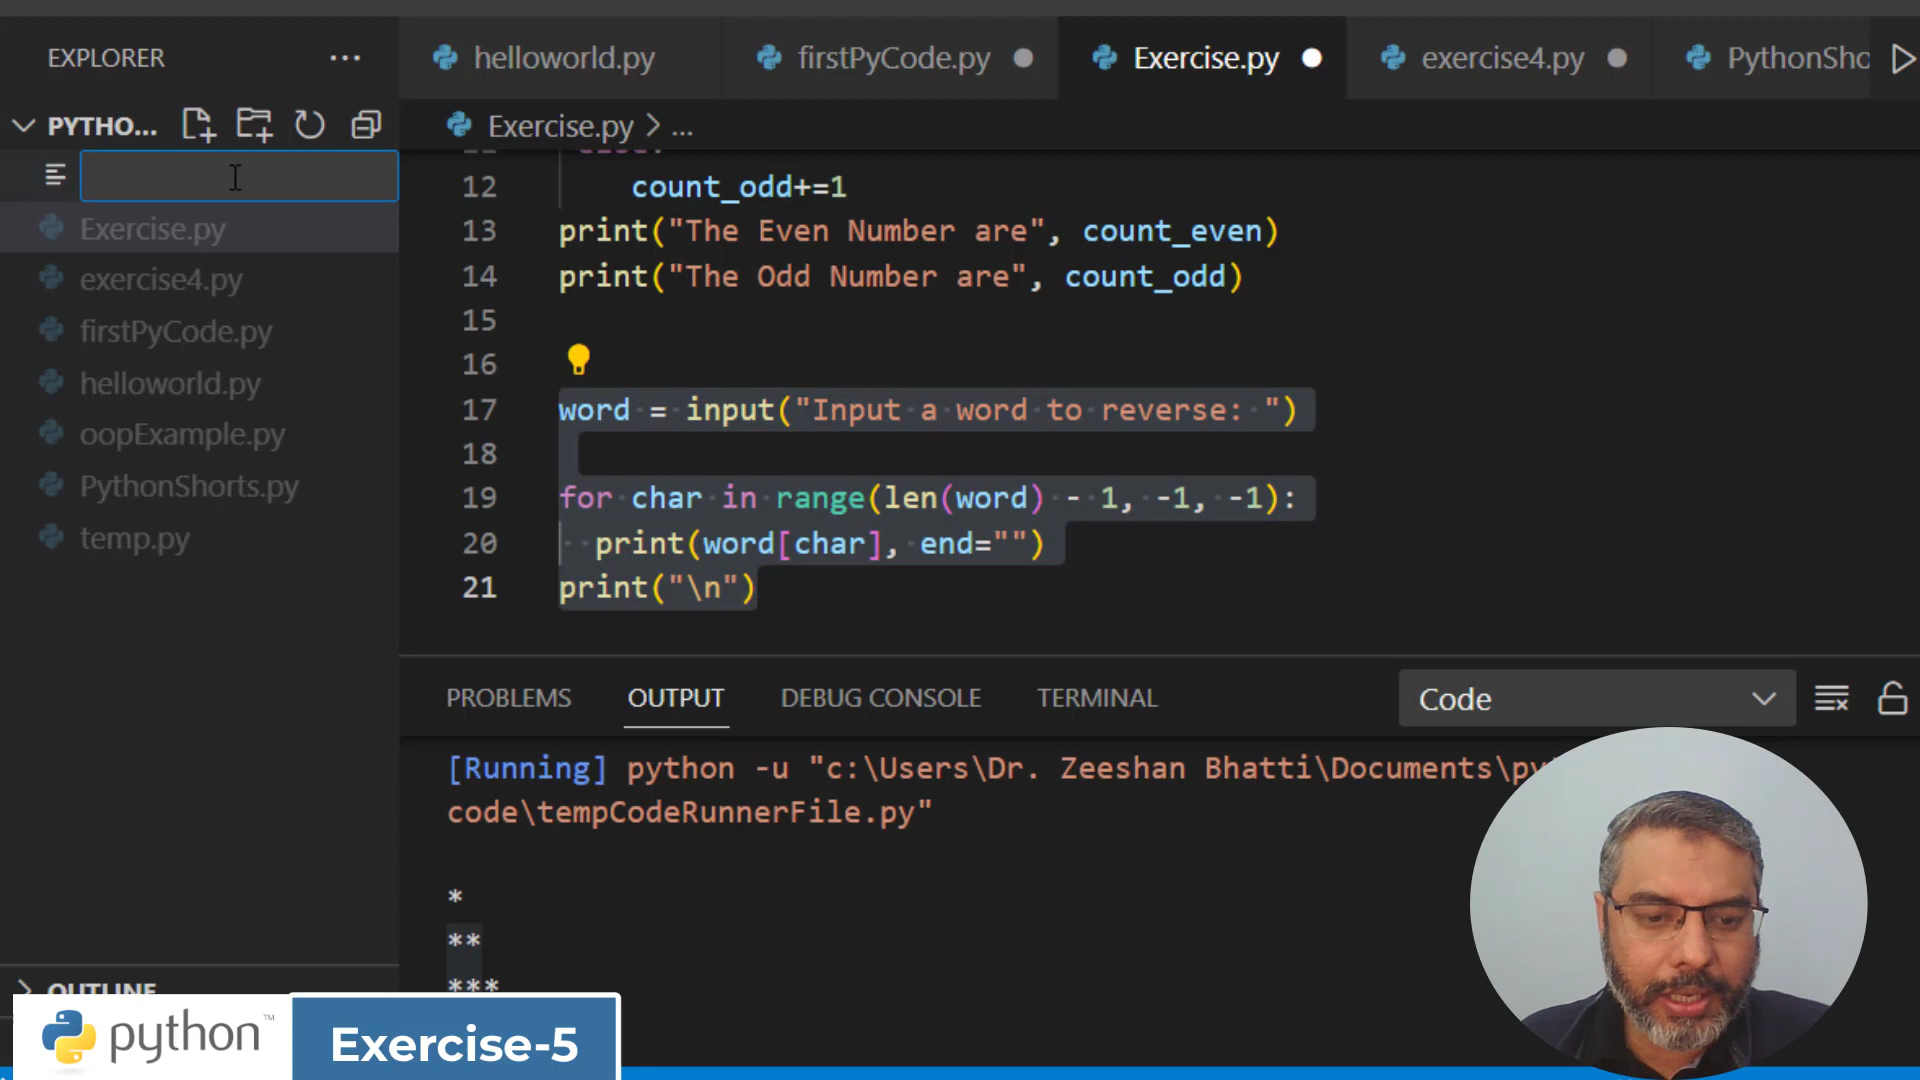 EXPLORER ...
helloworld.py firstPyCode.py Exercise.py exercise4.py PythonSho
PYTHO...
Exercise.py > ...
Exercise.py
exercise4.py
firstPyCode.py
helloworld.py
oopExample.py
PythonShorts.py
temp.py
12 count_odd+=1
13 print("The Even Number are", count_even)
14 print("The Odd Number are", count_odd)
15
16
17 word = input("Input a word to reverse: ")
18
19 for char in range(len(word) - 1, -1, -1):
20 print(word[char], end="")
21 print("\n")
PROBLEMS OUTPUT DEBUG CONSOLE TERMINAL Code
[Running] python -u "c:\Users\Dr. Zeeshan Bhatti\Documents\py
code\tempCodeRunnerFile.py"
*
**
***
OUTLINE
python™ Exercise-5